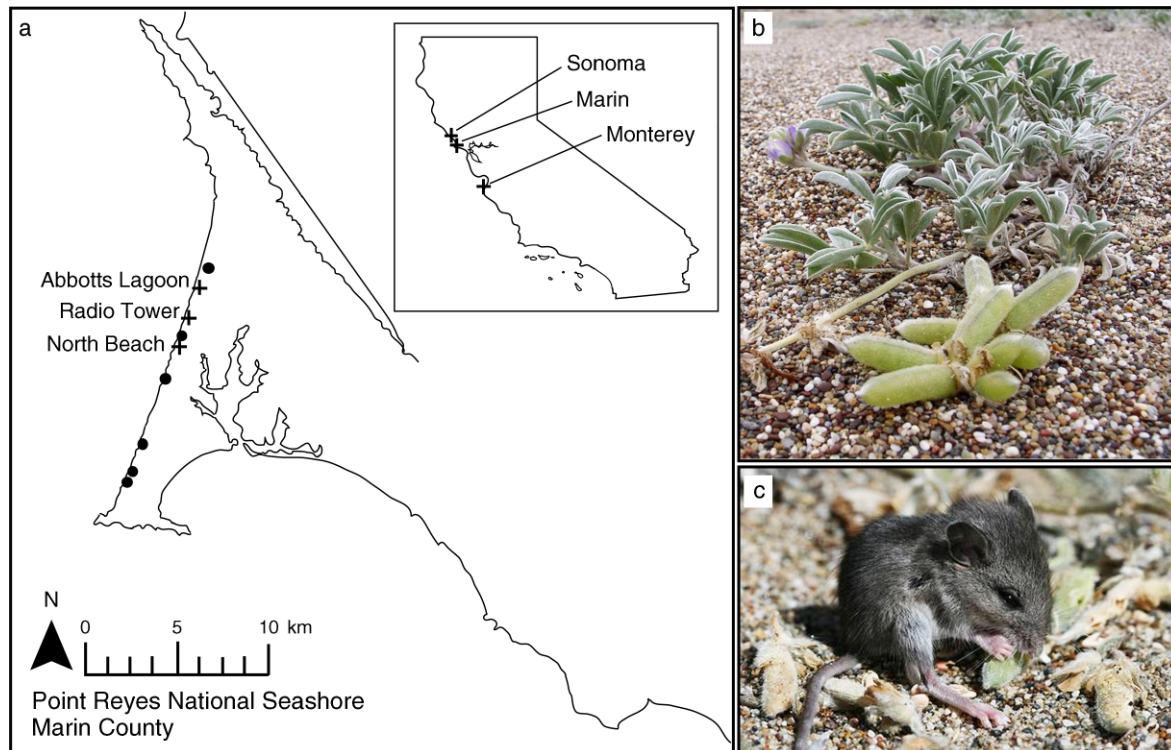 a
Sonoma
Marin
Monterey
Abbotts Lagoon
Radio Tower
North Beach
N
0 5 10 km
Point Reyes National Seashore
Marin County
b
c